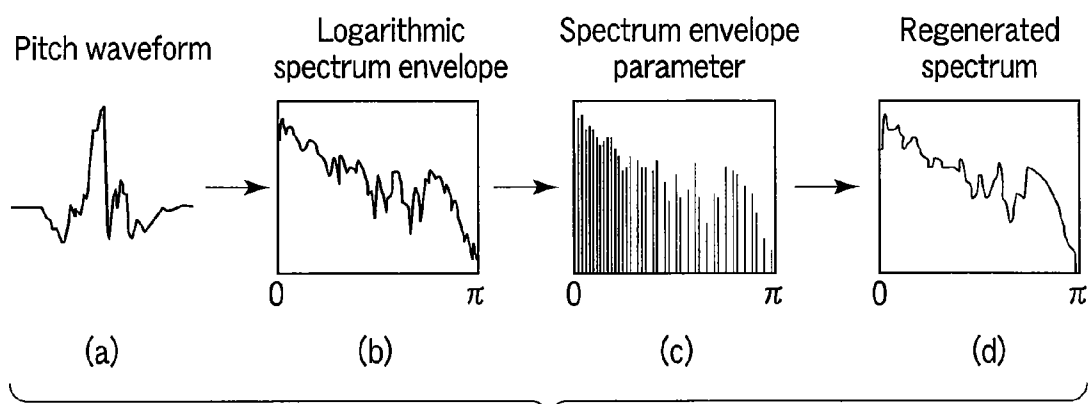 Pitch waveform
Logarithmic
spectrum envelope
Spectrum envelope
parameter
Regenerated
spectrum
0 π
0 π
0 π
(a) (b) (c) (d)